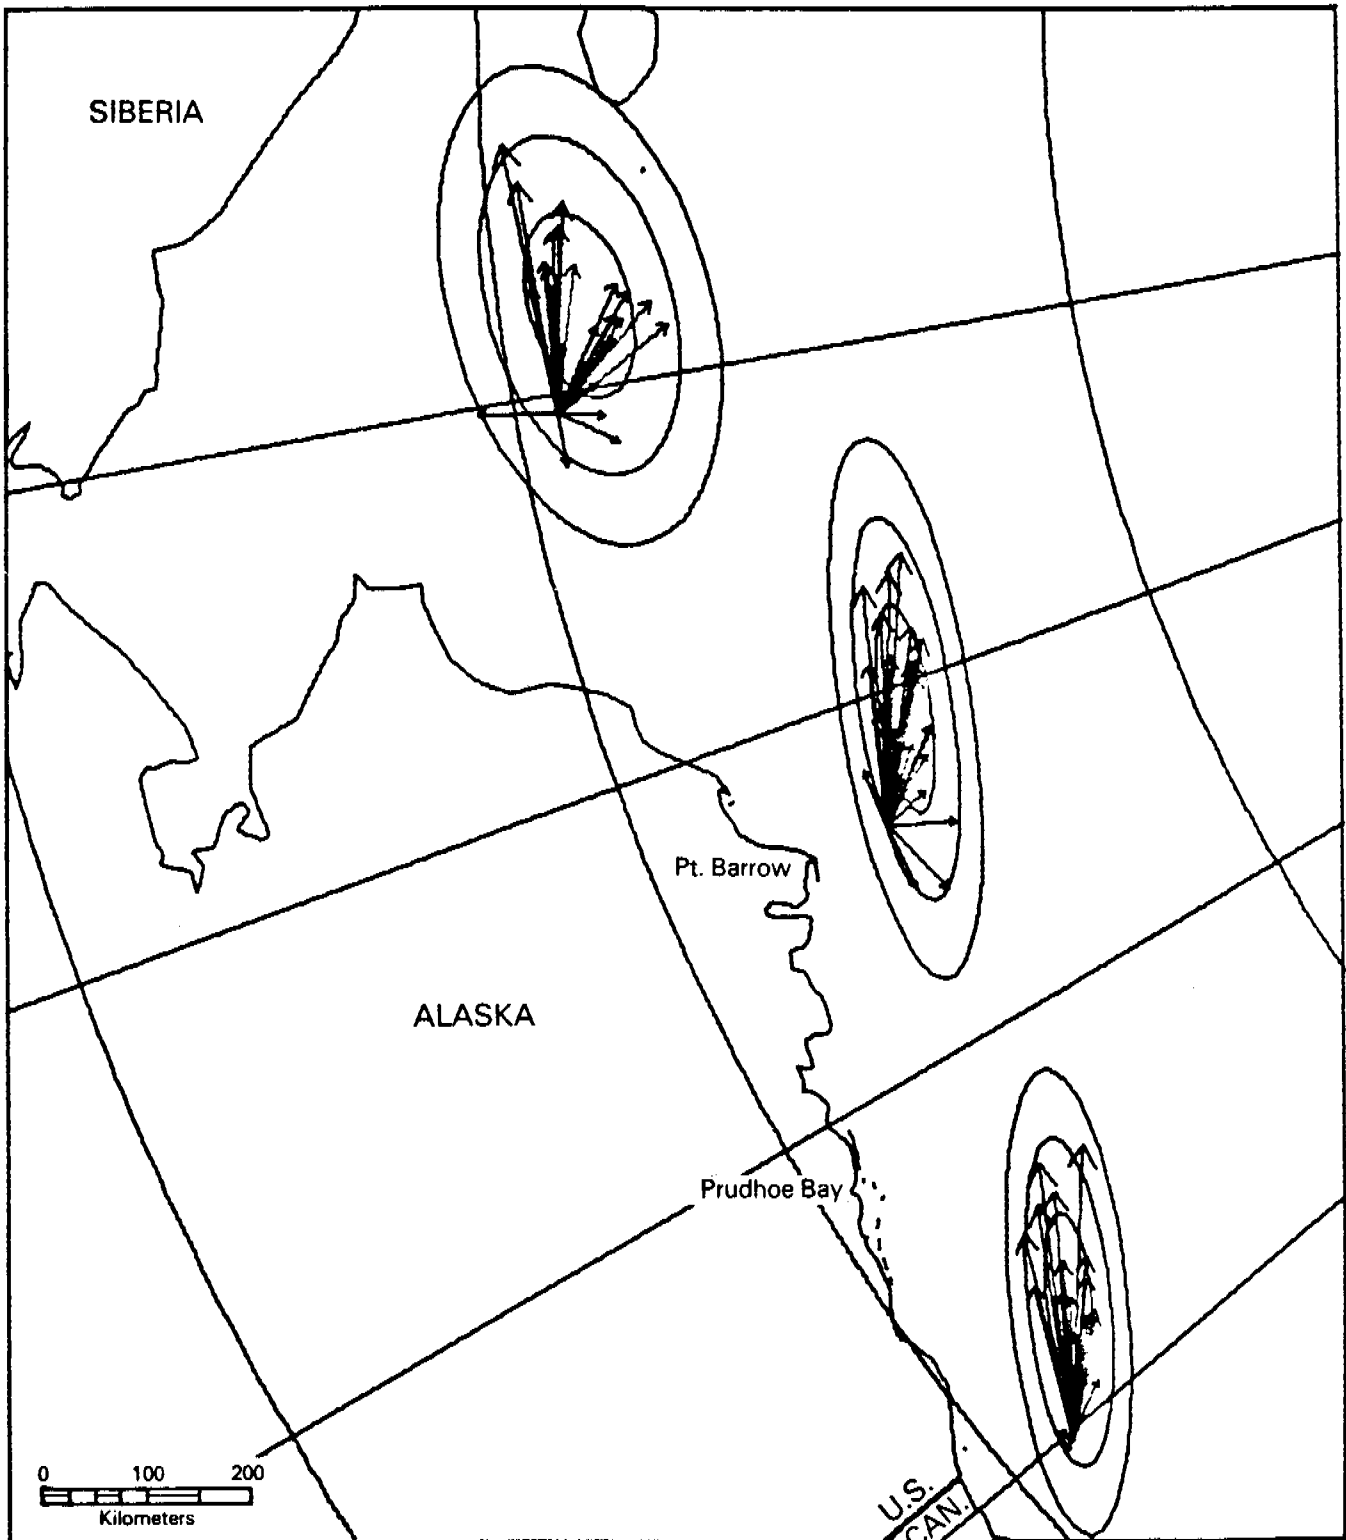 SIBERIA
Pt. Barrow
ALASKA
Prudhoe Bay
0 100 200
Kilometers
U.S.
CAN.